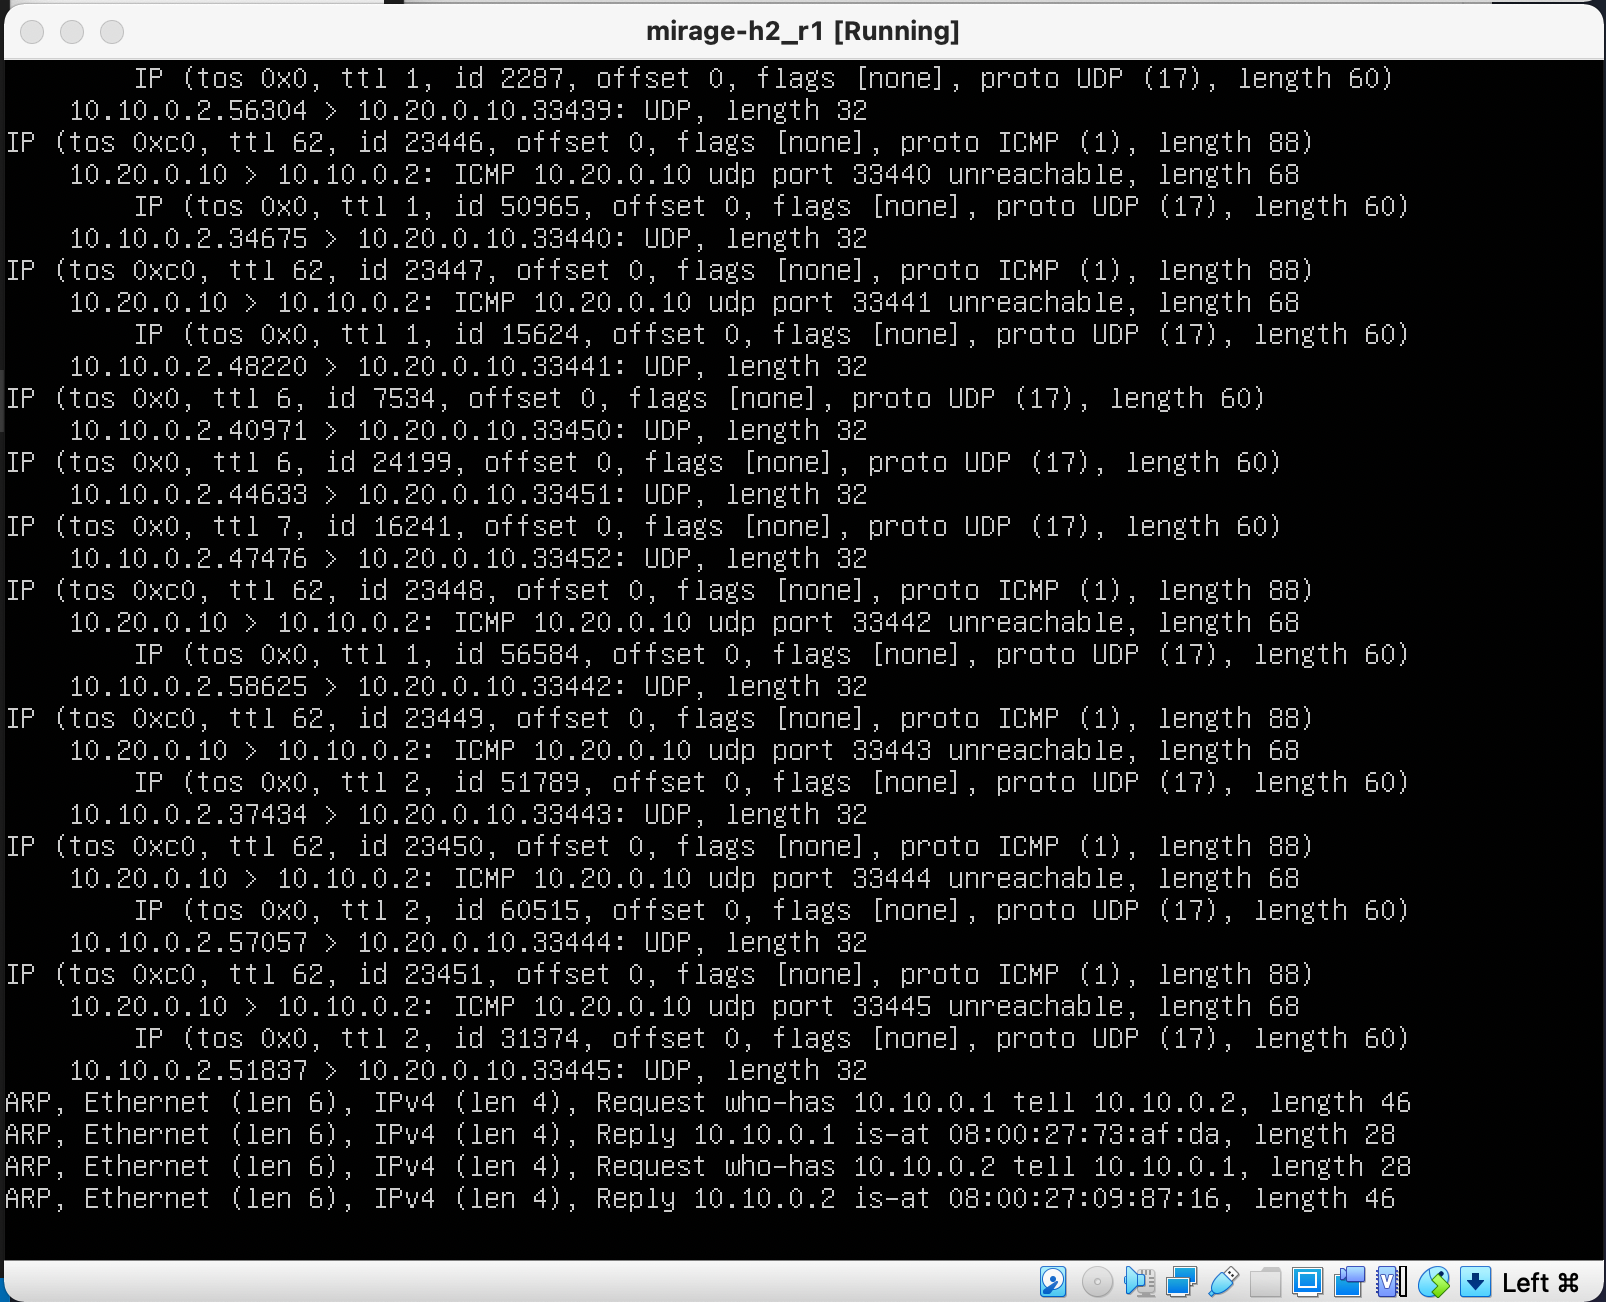 mirage-h2_r1 [Running]
IP (tos 0x0, ttl 1, id 2287, offset 0, flags [none], proto UDP (17), length 60)
10.10.0.2.56304 > 10.20.0.10.33439: UDP, length 32
IP (tos 0xc0, ttl 62, id 23446, offset 0, flags [none], proto ICMP (1), length 88)
10.20.0.10 > 10.10.0.2: ICMP 10.20.0.10 udp port 33440 unreachable, length 68
IP (tos 0x0, ttl 1, id 50965, offset 0, flags [none], proto UDP (17), length 60)
10.10.0.2.34675 > 10.20.0.10.33440: UDP, length 32
IP (tos 0xc0, ttl 62, id 23447, offset 0, flags [none], proto ICMP (1), length 88)
10.20.0.10 > 10.10.0.2: ICMP 10.20.0.10 udp port 33441 unreachable, length 68
IP (tos 0x0, ttl 1, id 15624, offset 0, flags [none], proto UDP (17), length 60)
10.10.0.2.48220 > 10.20.0.10.33441: UDP, length 32
IP (tos 0x0, ttl 6, id 7534, offset 0, flags [none], proto UDP (17), length 60)
10.10.0.2.40971 > 10.20.0.10.33450: UDP, length 32
IP (tos 0x0, ttl 6, id 24199, offset 0, flags [none], proto UDP (17), length 60)
10.10.0.2.44633 > 10.20.0.10.33451: UDP, length 32
IP (tos 0x0, ttl 7, id 16241, offset 0, flags [none], proto UDP (17), length 60)
10.10.0.2.47476 > 10.20.0.10.33452: UDP, length 32
IP (tos 0xc0, ttl 62, id 23448, offset 0, flags [none], proto ICMP (1), length 88)
10.20.0.10 > 10.10.0.2: ICMP 10.20.0.10 udp port 33442 unreachable, length 68
IP (tos 0x0, ttl 1, id 56584, offset 0, flags [none], proto UDP (17), length 60)
10.10.0.2.58625 > 10.20.0.10.33442: UDP, length 32
IP (tos 0xc0, ttl 62, id 23449, offset 0, flags [none], proto ICMP (1), length 88)
10.20.0.10 > 10.10.0.2: ICMP 10.20.0.10 udp port 33443 unreachable, length 68
IP (tos 0x0, ttl 2, id 51789, offset 0, flags [none], proto UDP (17), length 60)
10.10.0.2.37434 > 10.20.0.10.33443: UDP, length 32
IP (tos 0xc0, ttl 62, id 23450, offset 0, flags [none], proto ICMP (1), length 88)
10.20.0.10 > 10.10.0.2: ICMP 10.20.0.10 udp port 33444 unreachable, length 68
IP (tos 0x0, ttl 2, id 60515, offset 0, flags [none], proto UDP (17), length 60)
10.10.0.2.57057 > 10.20.0.10.33444: UDP, length 32
IP (tos 0xc0, ttl 62, id 23451, offset 0, flags [none], proto ICMP (1), length 88)
10.20.0.10 > 10.10.0.2: ICMP 10.20.0.10 udp port 33445 unreachable, length 68
IP (tos 0x0, ttl 2, id 31374, offset 0, flags [none], proto UDP (17), length 60)
10.10.0.2.51837 > 10.20.0.10.33445: UDP, length 32
ARP, Ethernet (len 6), IPv4 (len 4), Request who-has 10.10.0.1 tell 10.10.0.2, length 46
ARP, Ethernet (len 6), IPv4 (len 4), Reply 10.10.0.1 is-at 08:00:27:73:af:da, length 28
ARP, Ethernet (len 6), IPv4 (len 4), Request who-has 10.10.0.2 tell 10.10.0.1, length 28
ARP, Ethernet (len 6), IPv4 (len 4), Reply 10.10.0.2 is-at 08:00:27:09:87:16, length 46
Left ⌘